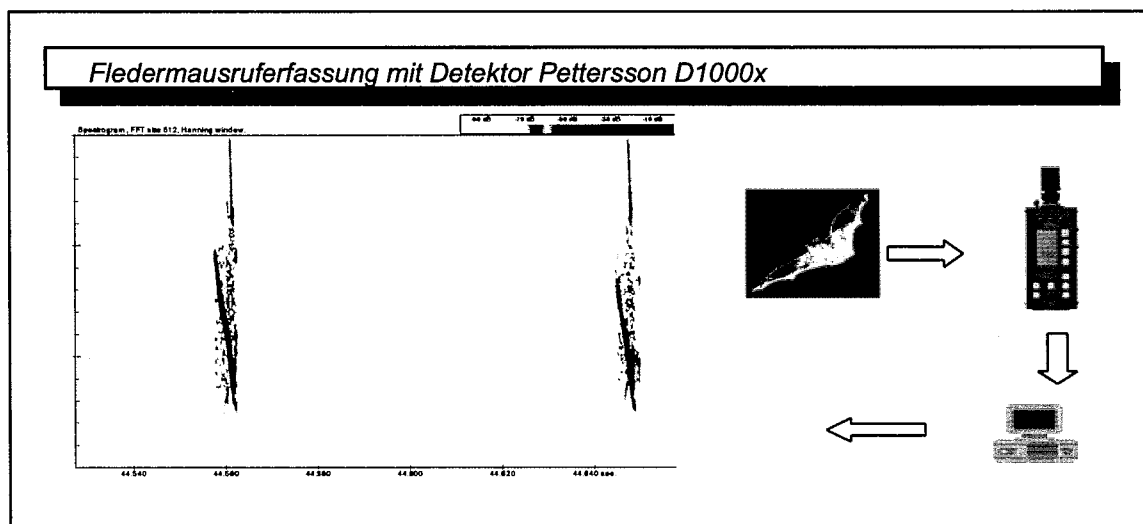 Fledermausruferfassung mit Detektor Pettersson D1000x
Spectrogram, FFT size 512, Hanning window.
44.540 44.560 44.580 44.600 44.620 44.640 sec.